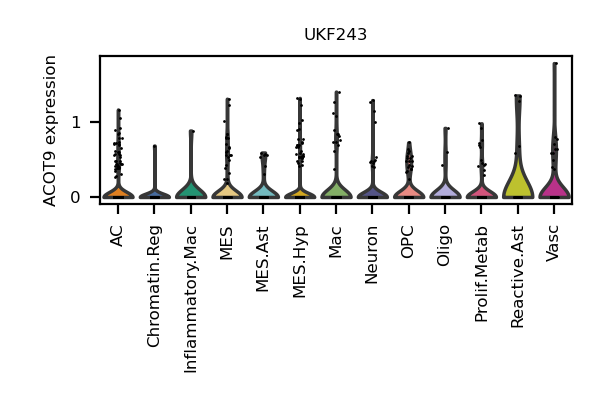 UKF243
ACOT9 expression
1
0
AC
Chromatin.Reg
Inflammatory.Mac
MES
MES.Ast
MES.Hyp
Mac
Neuron
OPC
Oligo
Prolif.Metab
Reactive.Ast
Vasc